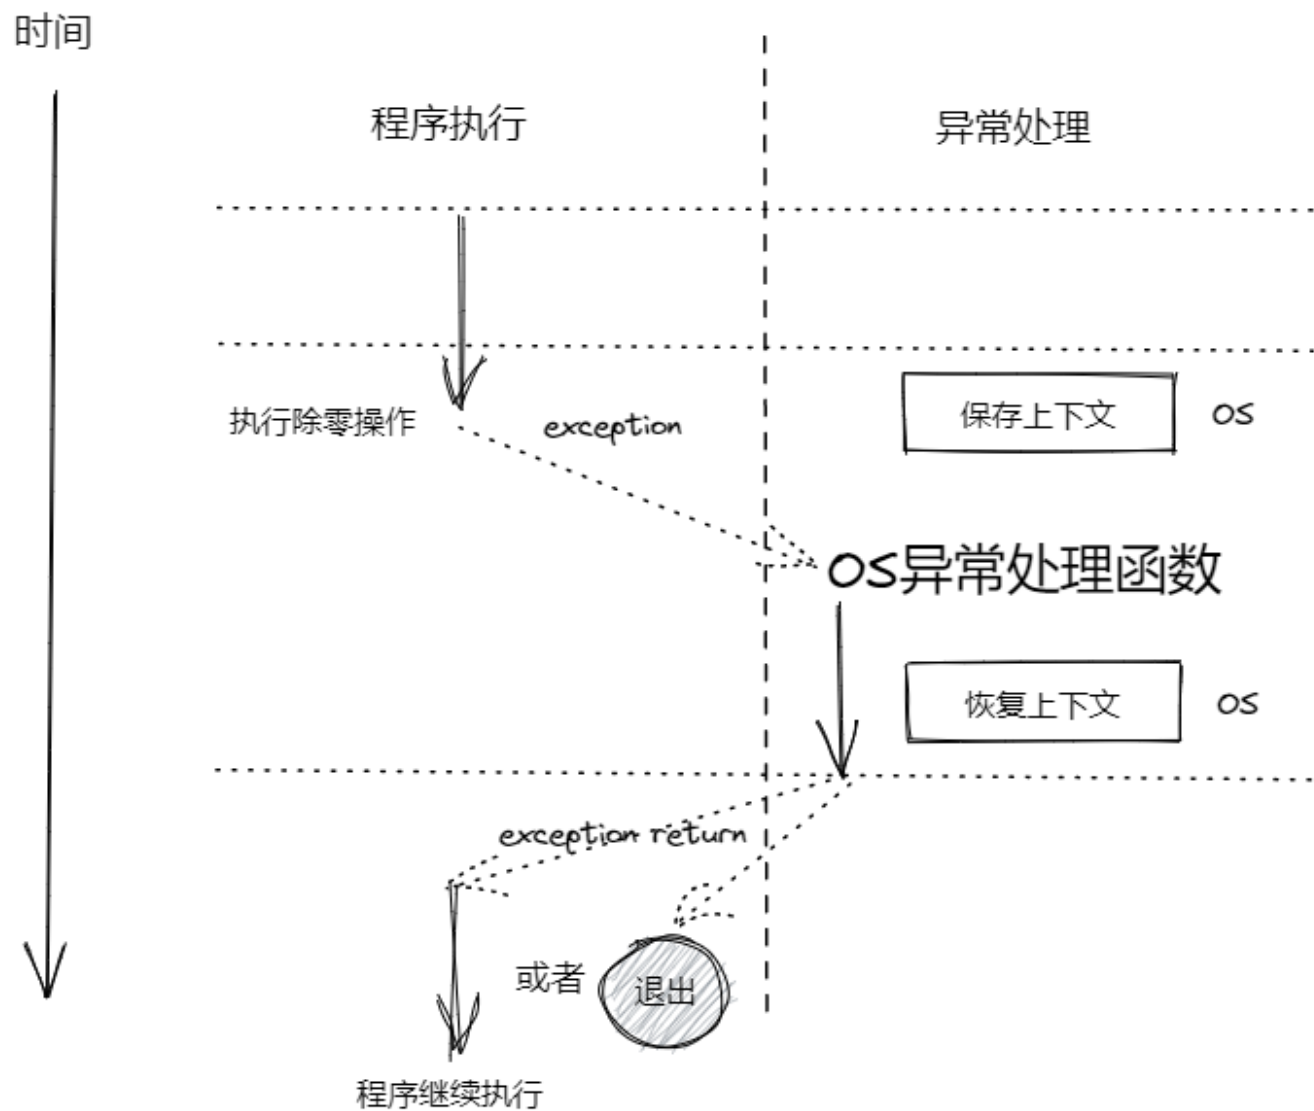 时间
程序执行
异常处理
执行除零操作
exception
保存上下文
OS
OS异常处理函数
恢复上下文
OS
exception return
或者
退出
程序继续执行